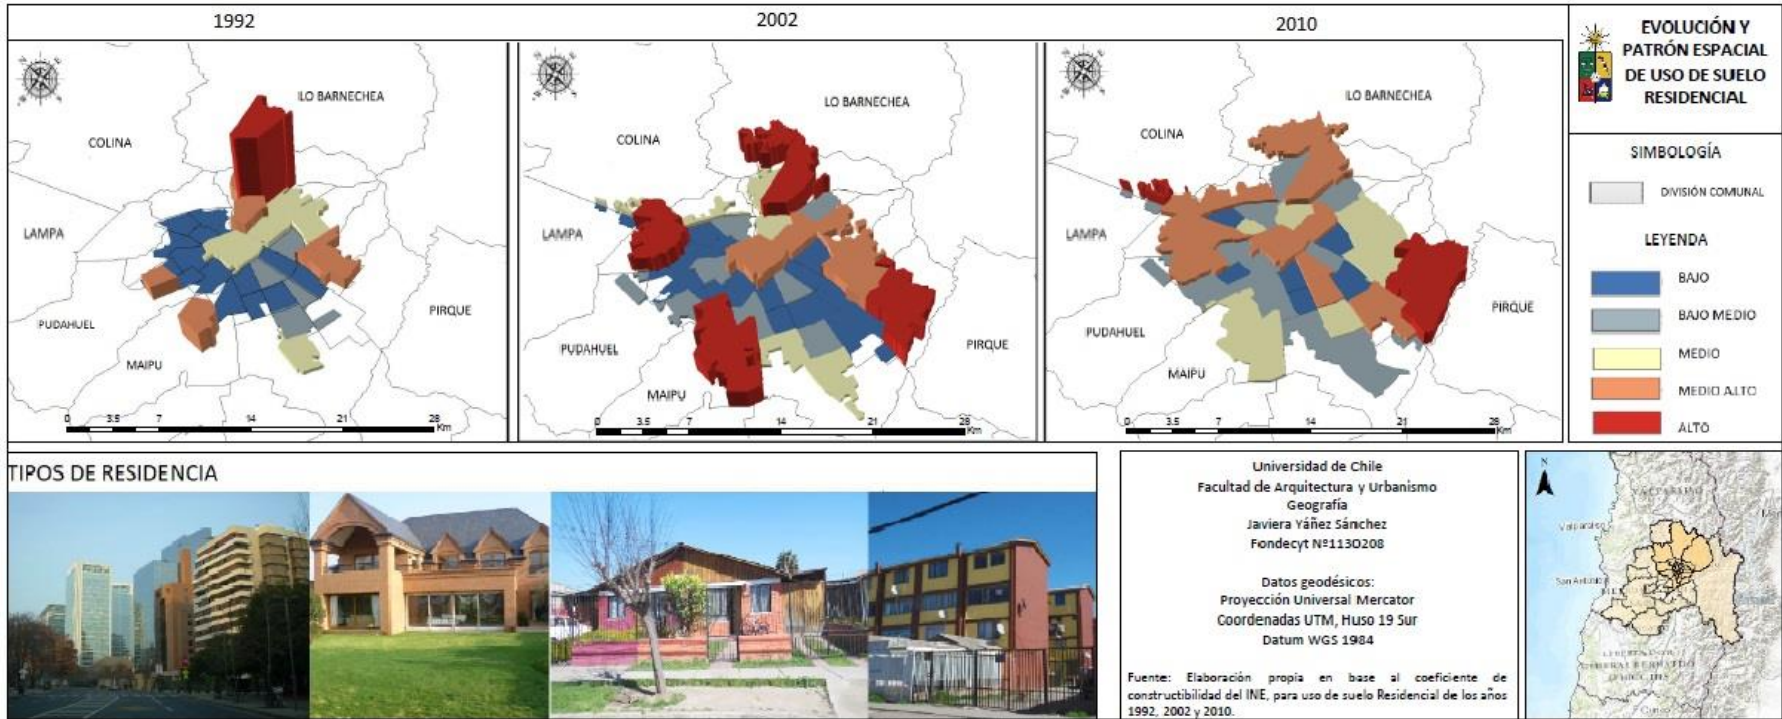 1992
2002
2010
EVOLUCIÓN Y
PATRÓN ESPACIAL
DE USO DE SUELO
RESIDENCIAL
ILO BARNECHEA
COLINA
LAMPA
PUDAHUEL
MAIPU
PIRQUE
0 3.5 7 14 21 28
Km
LO BARNECHEA
COLINA
LAMPA
PUDAHUEL
MAIPU
PIRQUE
0 3.5 7 14 21 28
Km
ILO BARNECHEA
COLINA
LAMPA
PUDAHUEL
MAIPU
PIRQUE
0 3.5 7 14 21 28
Km
SIMBOLOGÍA
DIVISIÓN COMUNAL
LEYENDA
BAJO
BAJO MEDIO
MEDIO
MEDIO ALTO
ALTO
TIPOS DE RESIDENCIA
Universidad de Chile
Facultad de Arquitectura y Urbanismo
Geografía
Javiera Yáñez Sánchez
Fondecyt Nº1130208
Datos geodésicos:
Proyección Universal Mercator
Coordenadas UTM, Huso 19 Sur
Datum WGS 1984
Fuente: Elaboración propia en base al coeficiente de
constructibilidad del INE, para uso de suelo Residencial de los años
1992, 2002 y 2010.
N
VALPARAISO
Valparaiso
San Antonio